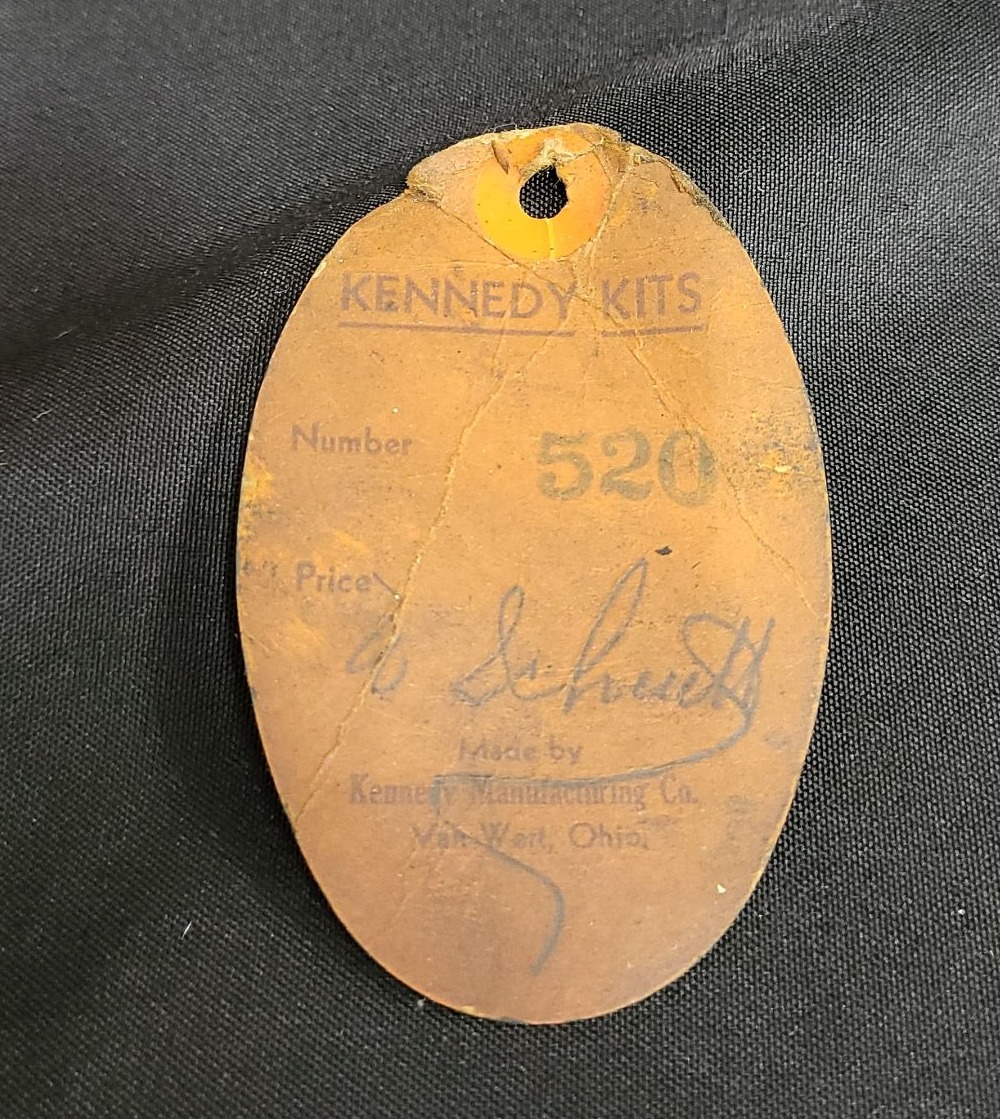 KENNEDY KITS
Number 520
Price
Made by
Kennedy Manufacturing Co.
Van Wert, Ohio